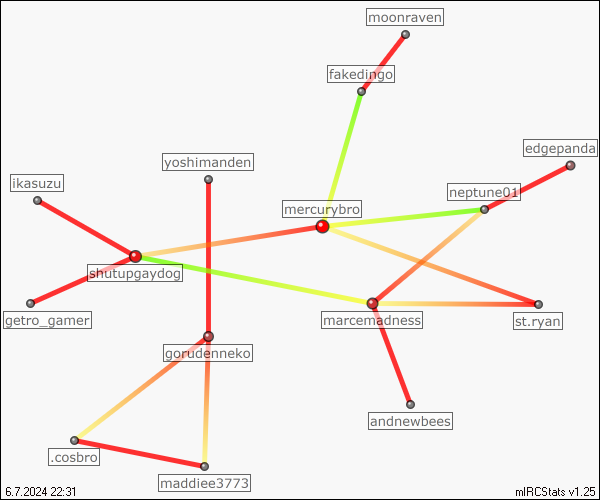 moonraven
fakedingo
edgepanda
yoshimanden
ikasuzu
neptune01
mercurybro
shutupgaydog
getro_gamer
marcemadness
st.ryan
gorudenneko
andnewbees
.cosbro
maddiee3773
6.7.2024 22:31
mIRCStats v1.25